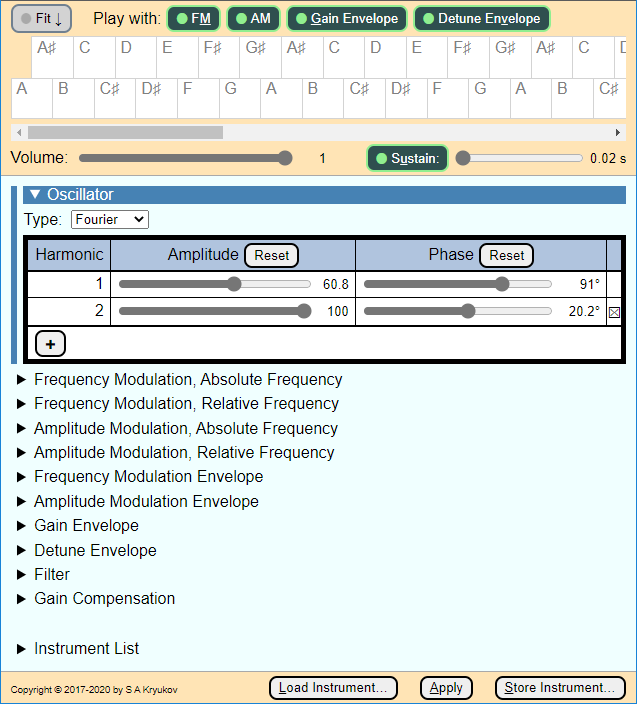 Fit ↓ Play with: FM AM Gain Envelope Detune Envelope
A♯ C D E F♯ G♯ A♯ C D E F♯ G♯ A♯ C D
A B C♯ D♯ F G A B C♯ D♯ F G A B C♯
Volume: 1 Sustain: 0.02 s
▼ Oscillator
Type: Fourier
Harmonic Amplitude Reset Phase Reset
1 60.8 91°
2 100 20.2° ☒
+
▶ Frequency Modulation, Absolute Frequency
▶ Frequency Modulation, Relative Frequency
▶ Amplitude Modulation, Absolute Frequency
▶ Amplitude Modulation, Relative Frequency
▶ Frequency Modulation Envelope
▶ Amplitude Modulation Envelope
▶ Gain Envelope
▶ Detune Envelope
▶ Filter
▶ Gain Compensation
▶ Instrument List
Copyright © 2017-2020 by S A Kryukov Load Instrument... Apply Store Instrument...